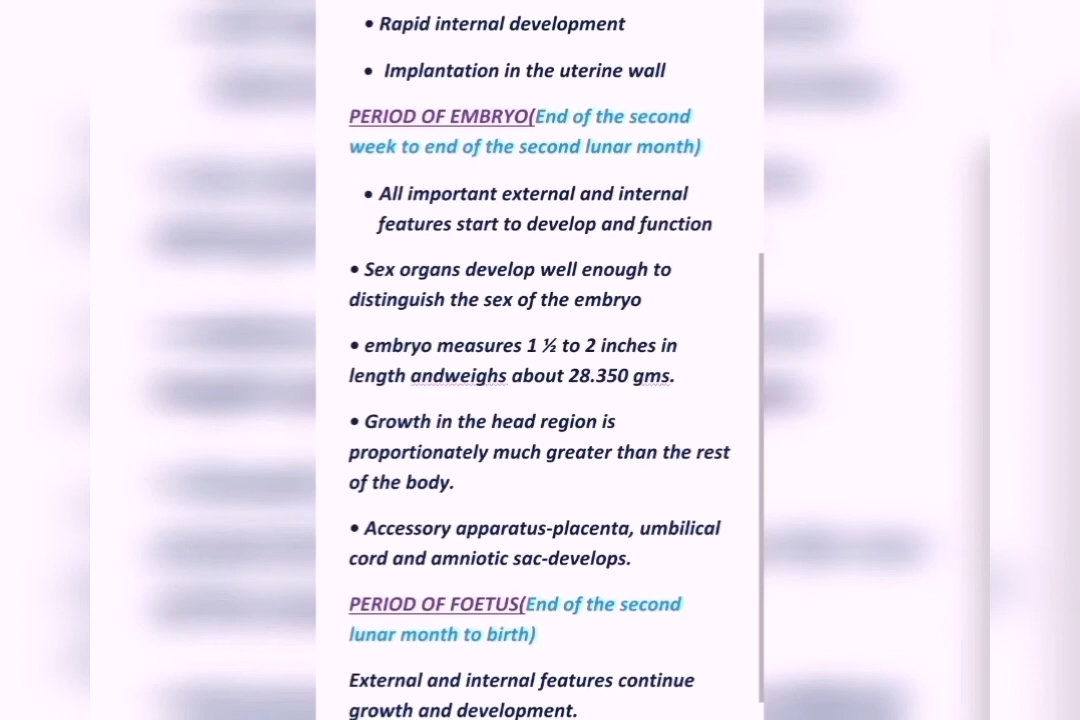 • Rapid internal development
• Implantation in the uterine wall
PERIOD OF EMBRYO(End of the second
week to end of the second lunar month)
• All important external and internal
features start to develop and function
• Sex organs develop well enough to
distinguish the sex of the embryo
• embryo measures 1 ½ to 2 inches in
length andweighs about 28.350 gms.
• Growth in the head region is
proportionately much greater than the rest
of the body.
• Accessory apparatus-placenta, umbilical
cord and amniotic sac-develops.
PERIOD OF FOETUS(End of the second
lunar month to birth)
External and internal features continue
growth and development.